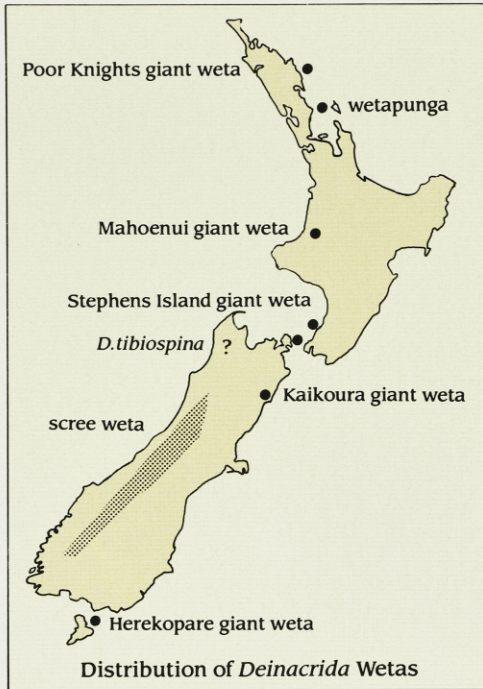 Poor Knights giant weta
wetapunga
Mahoenui giant weta
Stephens Island giant weta
D.tibiospina
?
Kaikoura giant weta
scree weta
Herekopare giant weta
Distribution of Deinacrida Wetas